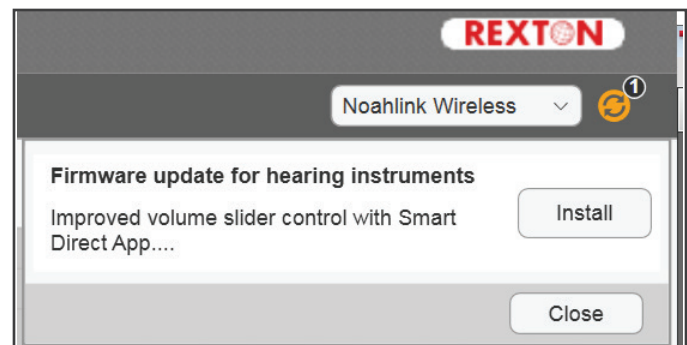 REXTON
Noahlink Wireless
1
Firmware update for hearing instruments
Improved volume slider control with Smart
Direct App....
Install
Close